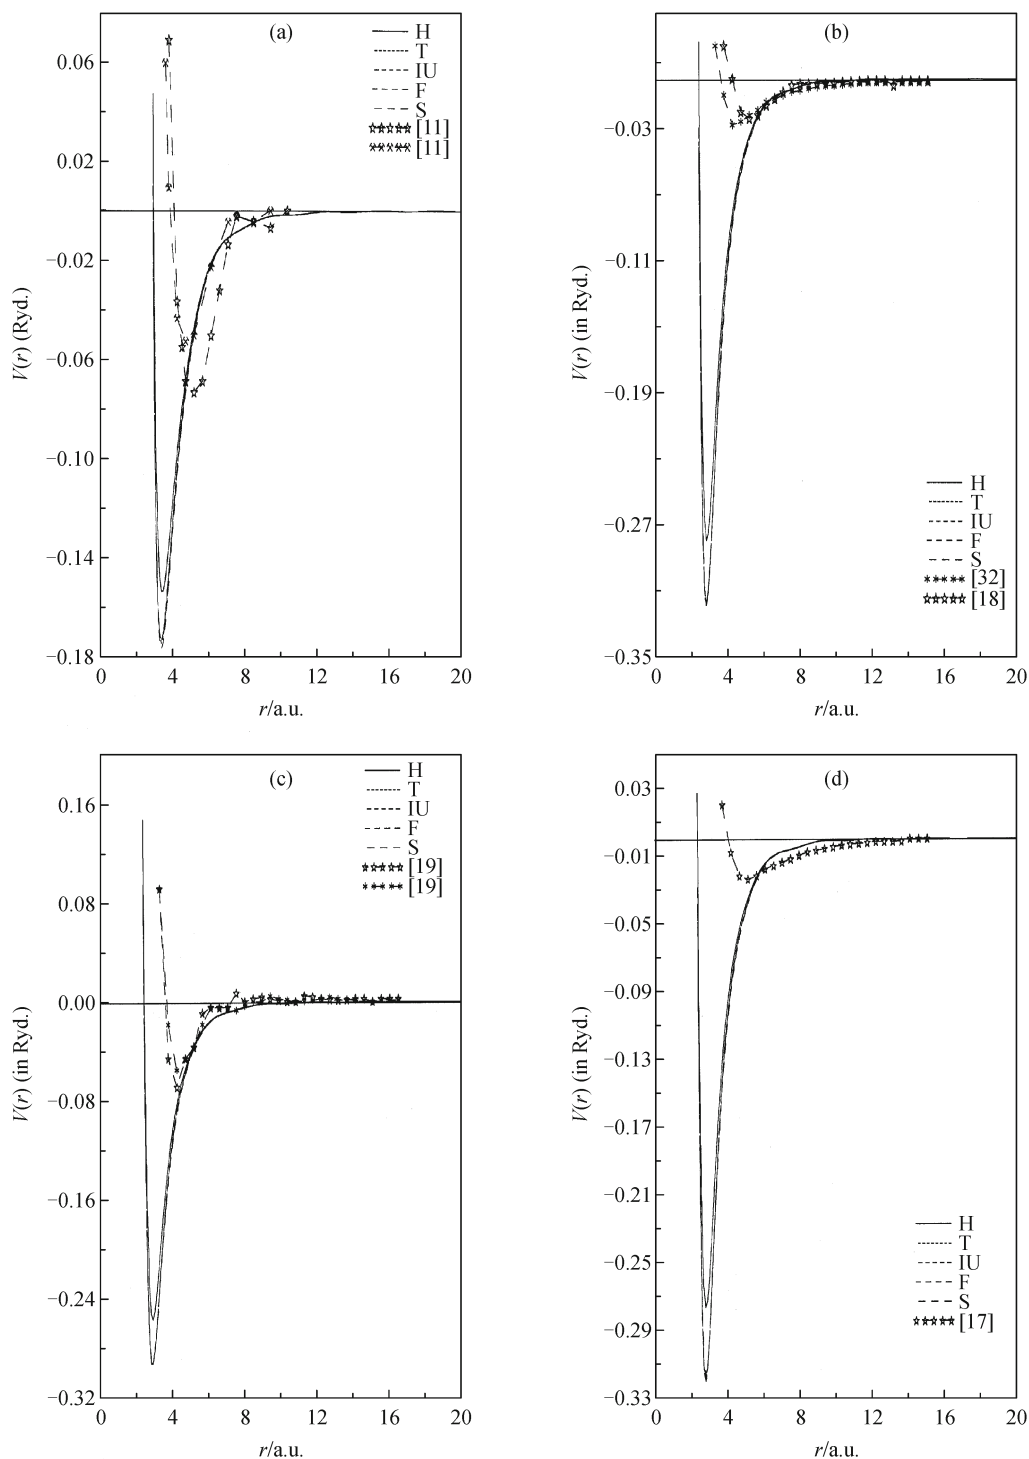 (a)
H
T
IU
F
S
[11]
[11]
0.06
0.02
−0.02
−0.06
−0.10
−0.14
−0.18
V(r) (Ryd.)
0 4 8 12 16 20
r/a.u.
(b)
−0.03
−0.11
−0.19
−0.27
−0.35
V(r) (in Ryd.)
H
T
IU
F
S
[32]
[18]
0 4 8 12 16 20
r/a.u.
(c)
H
T
IU
F
S
[19]
[19]
0.16
0.08
0.00
−0.08
−0.16
−0.24
−0.32
V(r) (in Ryd.)
0 4 8 12 16 20
r/a.u.
(d)
0.03
−0.01
−0.05
−0.09
−0.13
−0.17
−0.21
−0.25
−0.29
−0.33
V(r) (in Ryd.)
H
T
IU
F
S
[17]
0 4 8 12 16 20
r/a.u.